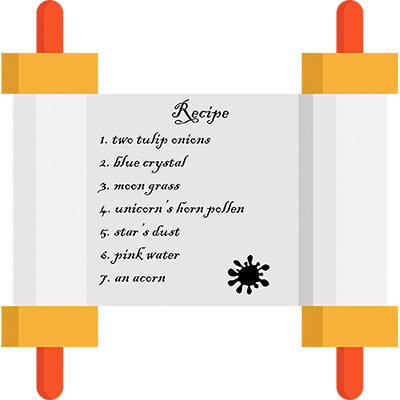 Recipe
1. two tulip onions
2. blue crystal
3. moon grass
4. unicorn's horn pollen
5. star's dust
6. pink water
7. an acorn